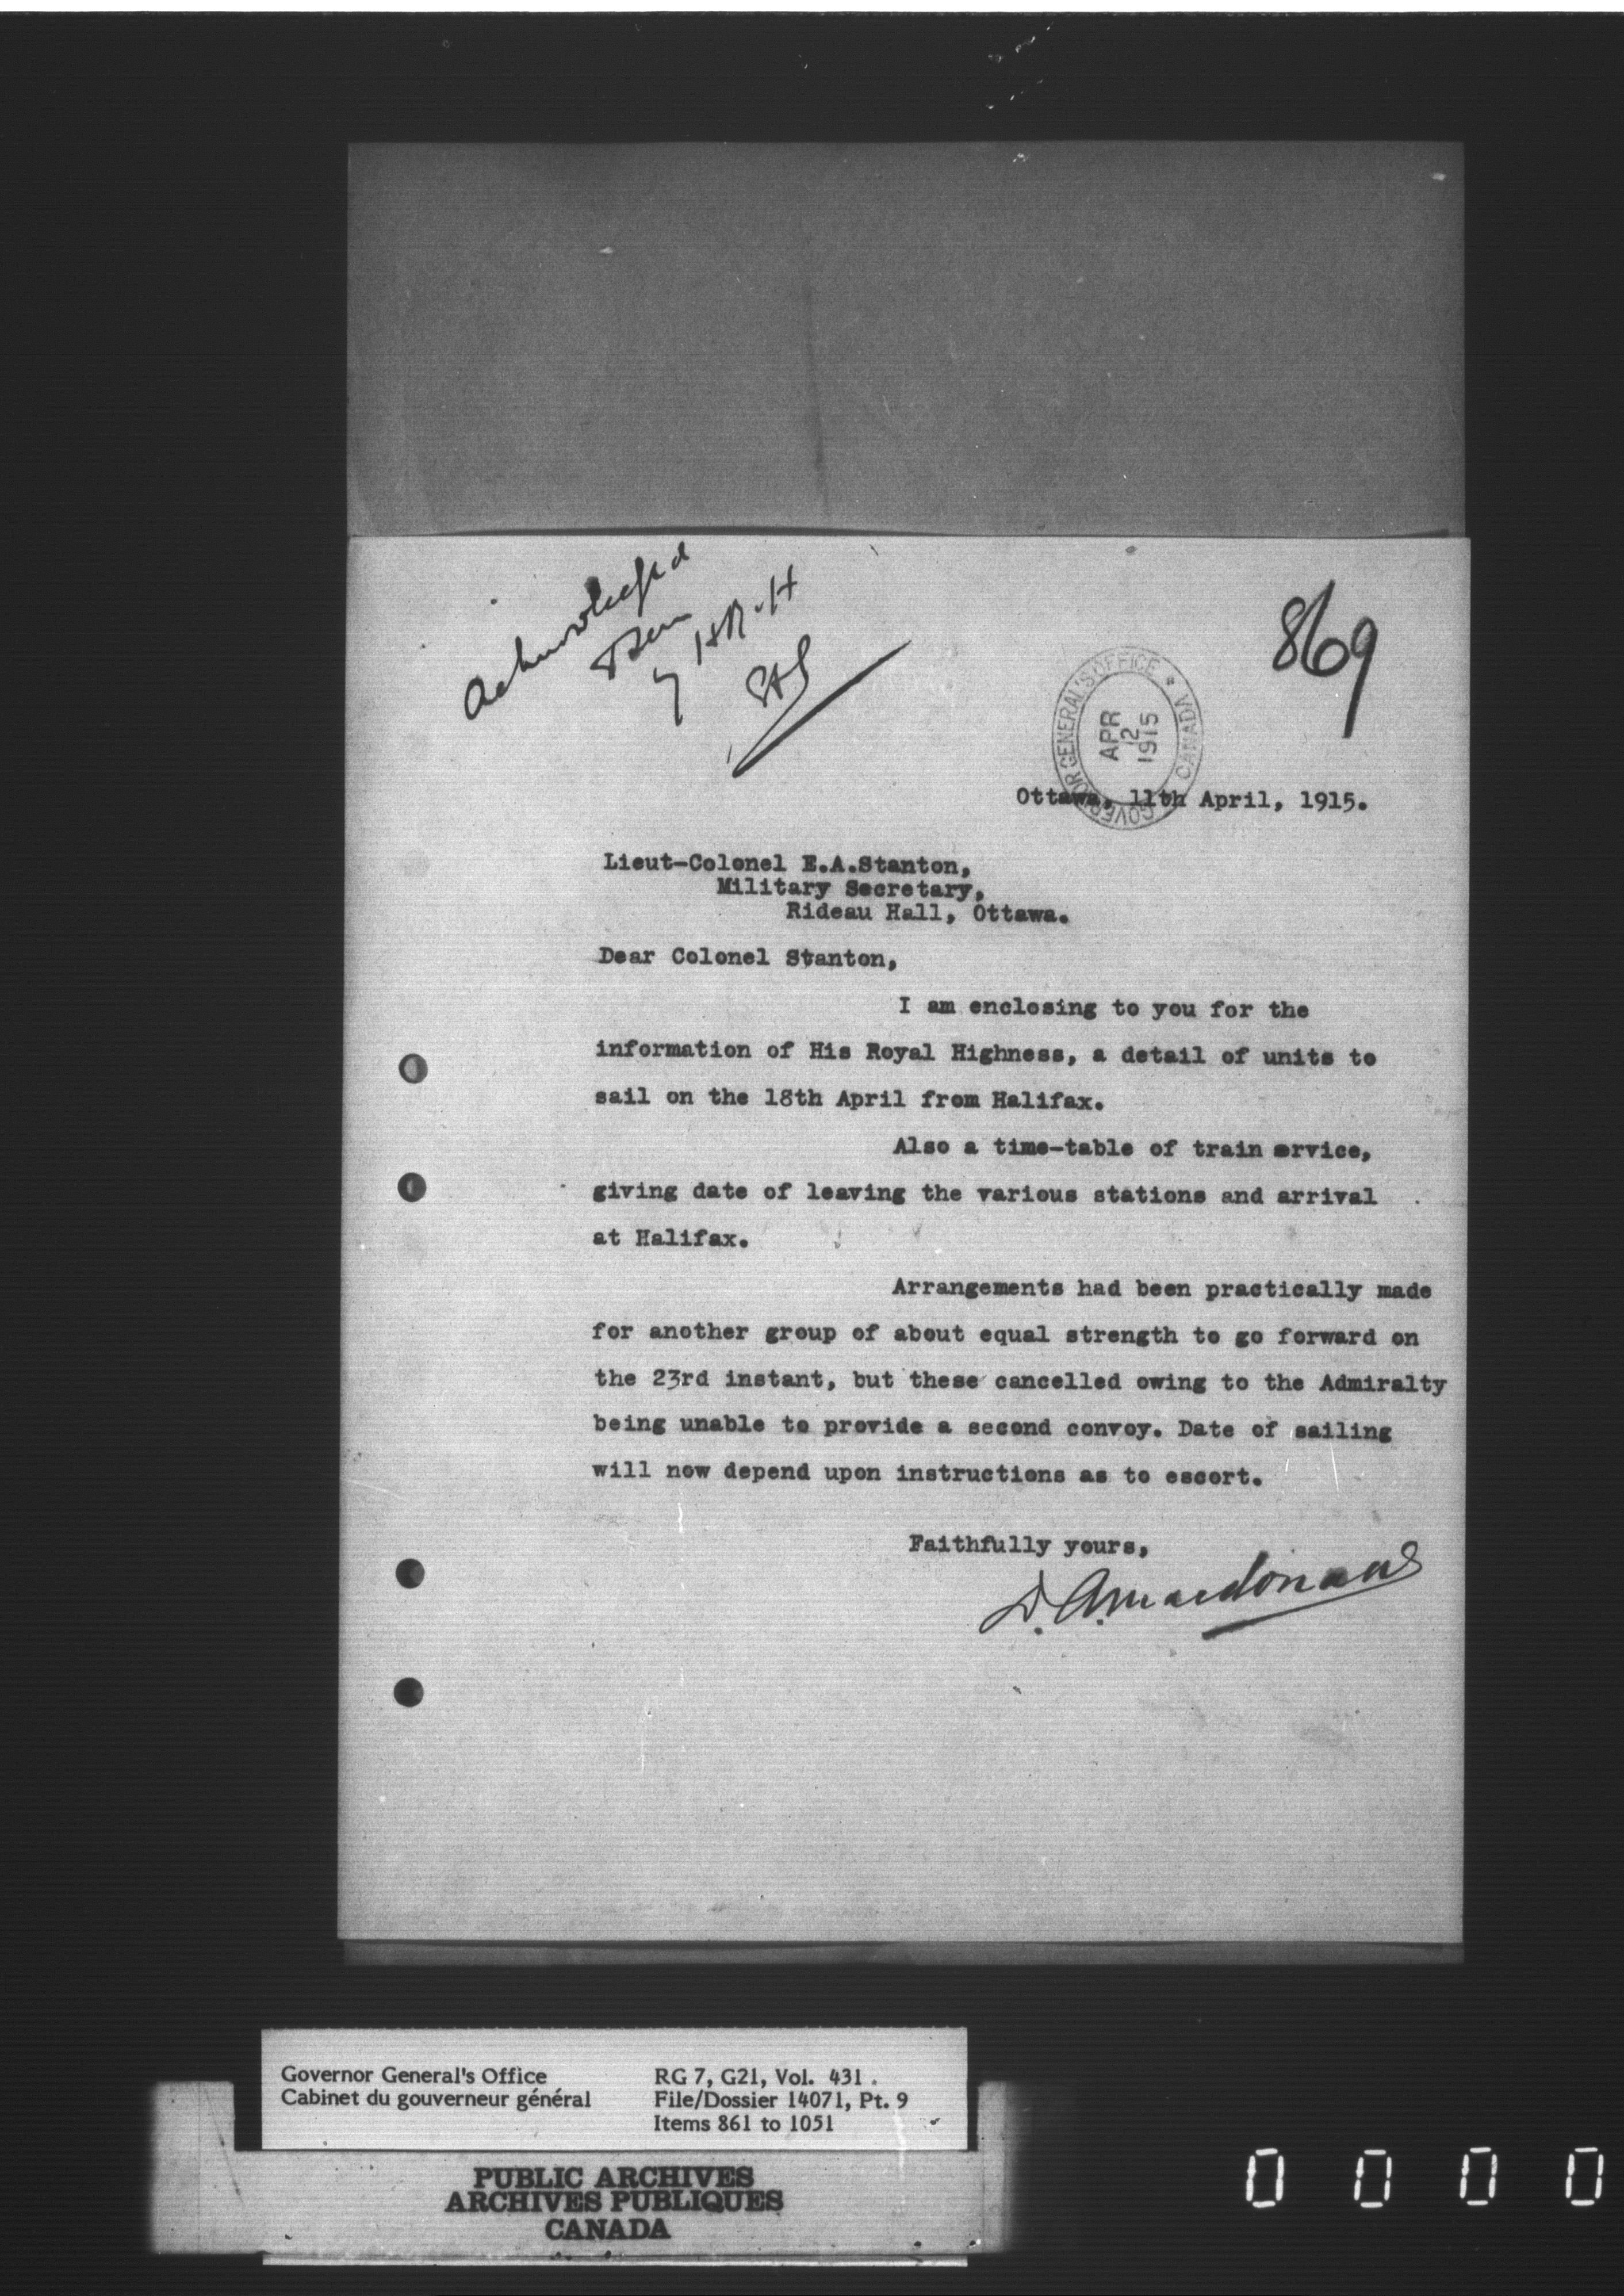 Acknowledged
Seen
by HRH
EAS
869
GOVERNOR GENERAL'S OFFICE * CANADA
APR
12
1915
Ottawa, 11th April, 1915.
Lieut-Colonel E.A.Stanton,
Military Secretary,
Rideau Hall, Ottawa.
Dear Colonel Stanton,
I am enclosing to you for the
information of His Royal Highness, a detail of units to
sail on the 18th April from Halifax.
Also a time-table of train srvice,
giving date of leaving the various stations and arrival
at Halifax.
Arrangements had been practically made
for another group of about equal strength to go forward on
the 23rd instant, but these cancelled owing to the Admiralty
being unable to provide a second convoy. Date of sailing
will now depend upon instructions as to escort.
Faithfully yours,
D.A.Macdonald
Governor General's Office
Cabinet du gouverneur général
RG 7, G21, Vol. 431
File/Dossier 14071, Pt. 9
Items 861 to 1051
PUBLIC ARCHIVES
ARCHIVES PUBLIQUES
CANADA
0 0 0 0